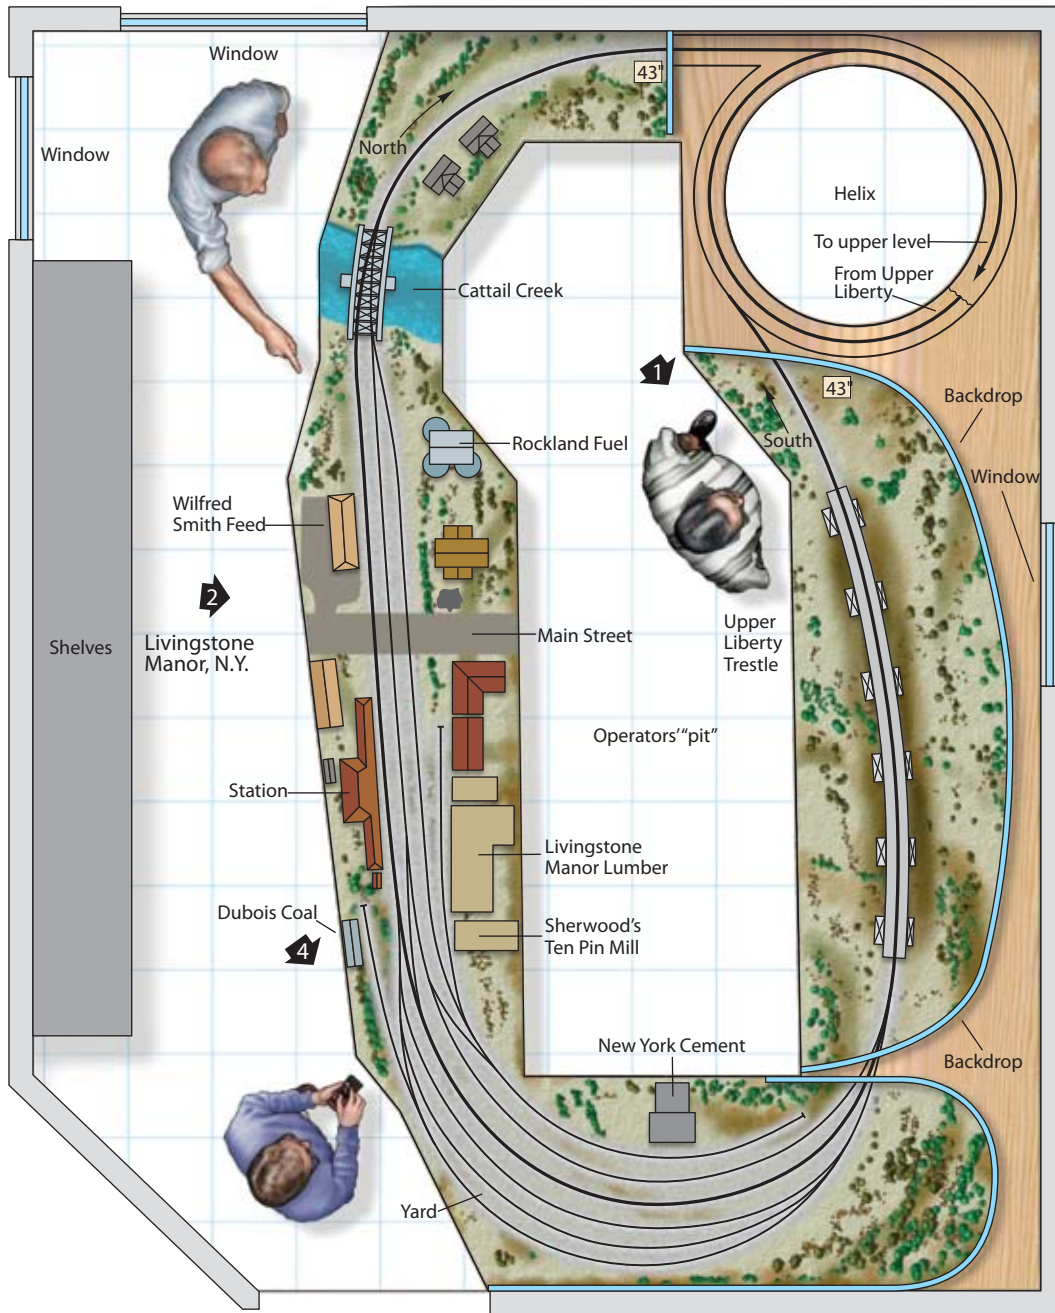 Window
43"
North
Window
Helix
To upper level
From Upper
Liberty
Cattail Creek
1
43"
Backdrop
South
Rockland Fuel
Window
Wilfred
Smith Feed
2
Livingstone
Manor, N.Y.
Shelves
Main Street
Upper
Liberty
Trestle
Operators’ “pit”
Station
Livingstone
Manor Lumber
Dubois Coal
4
Sherwood’s
Ten Pin Mill
New York Cement
Backdrop
Yard